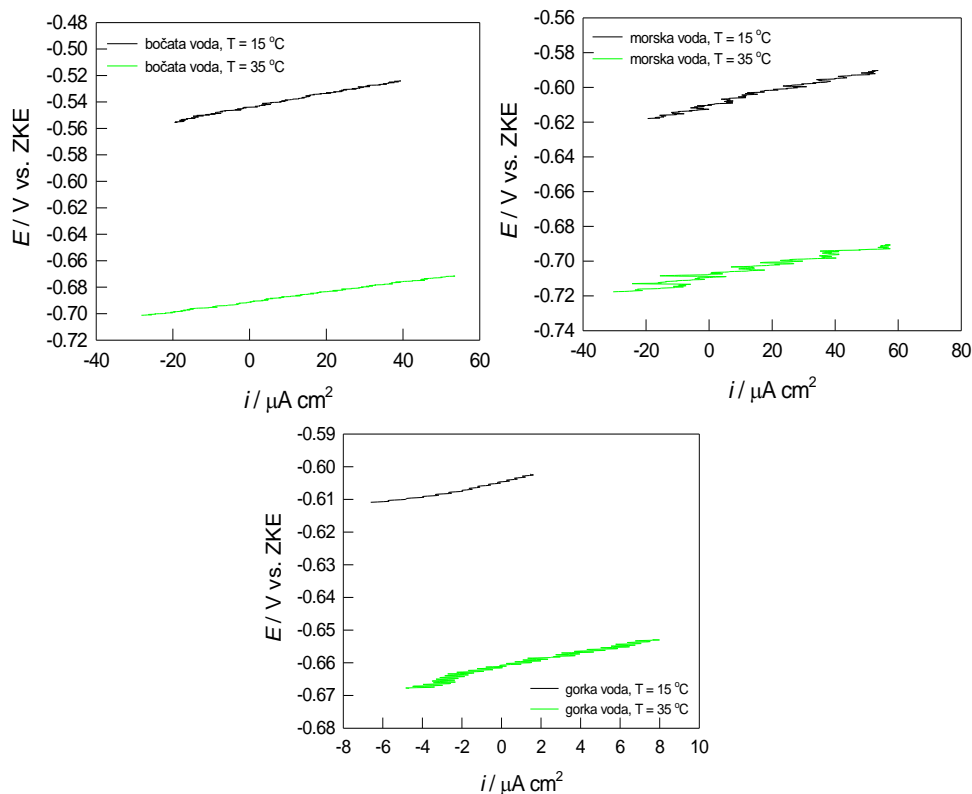 -0.48
-0.50
-0.52
-0.54
-0.56
-0.58
-0.60
-0.62
-0.64
-0.66
-0.68
-0.70
-0.72
E / V vs. ZKE
bočata voda, T = 15 °C
bočata voda, T = 35 °C
-40 -20 0 20 40 60
i / μA cm²
-0.56
-0.58
-0.60
-0.62
-0.64
-0.66
-0.68
-0.70
-0.72
-0.74
E / V vs. ZKE
morska voda, T = 15 °C
morska voda, T = 35 °C
-40 -20 0 20 40 60 80
i / μA cm²
-0.59
-0.60
-0.61
-0.62
-0.63
-0.64
-0.65
-0.66
-0.67
-0.68
E / V vs. ZKE
gorka voda, T = 15 °C
gorka voda, T = 35 °C
-8 -6 -4 -2 0 2 4 6 8 10
i / μA cm²